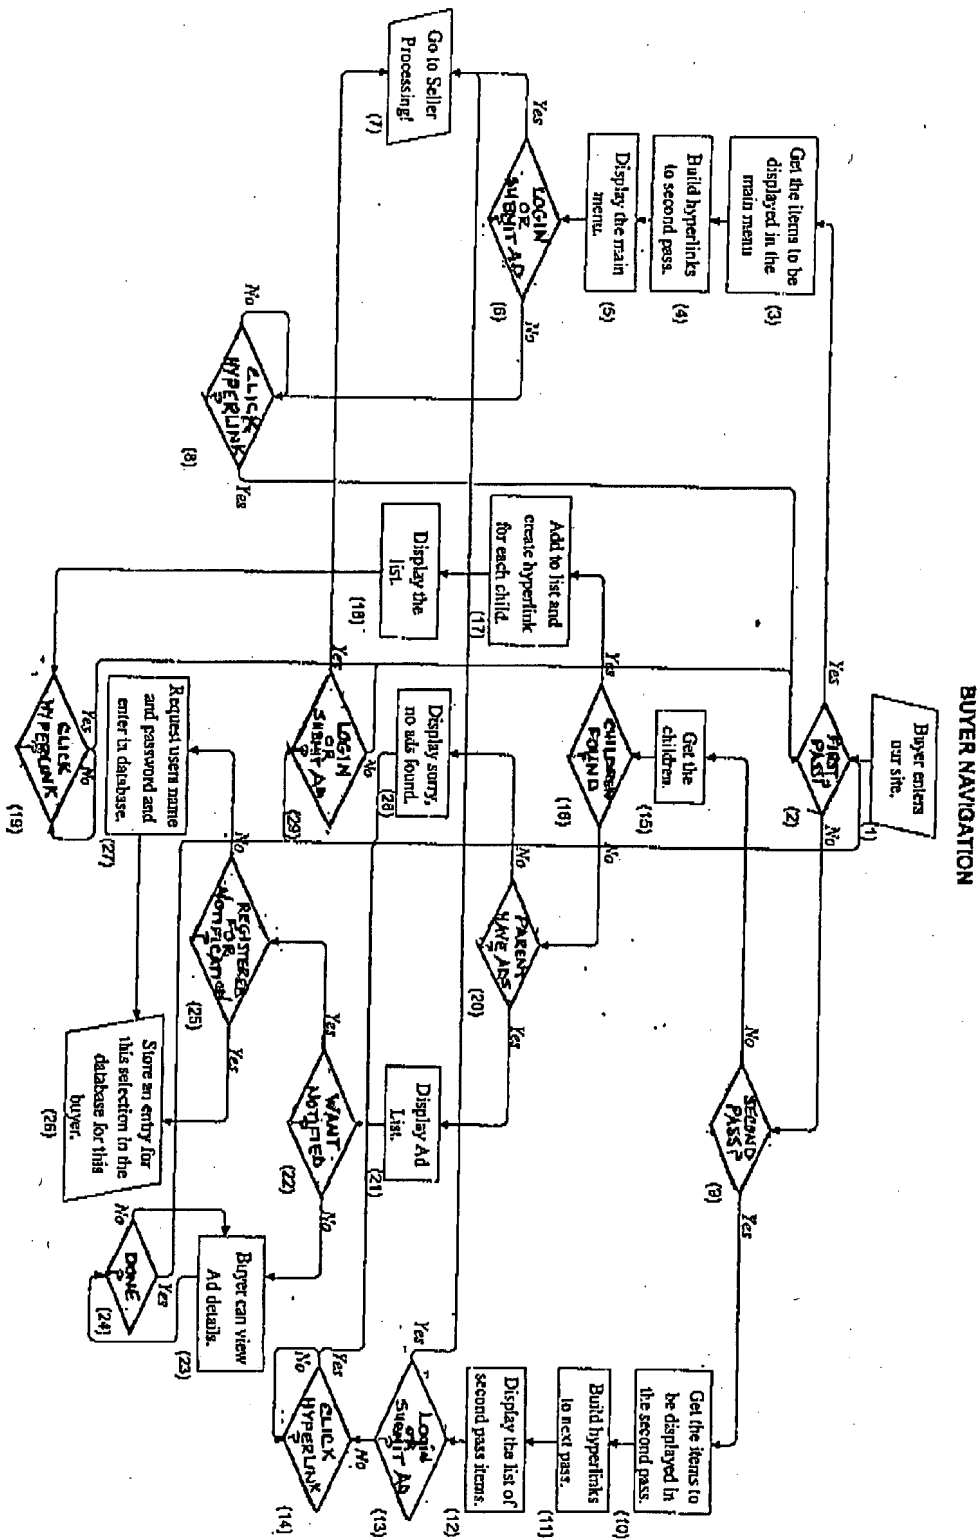 BUYER NAVIGATION
Buyer enters
our site.
(1)
FIRST
PASS?
(2)
Yes
No
Get the items to be
displayed in the
main menu
(3)
Build hyperlinks
to second pass.
(4)
Display the main
menu.
(5)
LOGIN
OR
SUBMIT AD
?
(6)
Yes
No
Go to Seller
Processing!
(7)
CLICK
HYPERLINK
?
(8)
No
Yes
SECOND
PASS?
(9)
No
Yes
Get the items to
be displayed in
the second pass.
(10)
Build hyperlinks
to next pass.
(11)
Display the list of
second pass items.
(12)
LOGIN
OR
SUBMIT AD
?
(13)
Yes
No
CLICK
HYPERLINK
?
(14)
Yes
No
Get the
children.
(15)
CHILDREN
FOUND
?
(16)
Yes
No
Add to list and
create hyperlink
for each child.
(17)
Display the
list.
(18)
CLICK
HYPERLINK
?
(19)
Yes
No
PARENT
HAVE ADS
?
(20)
No
Yes
Display Ad
List.
(21)
WANT
NOTIFIED
?
(22)
Yes
No
Buyer can view
Ad details.
(23)
DONE
?
(24)
No
Yes
REGISTERED
FOR
NOTIFICATION
?
(25)
No
Yes
Store an entry for
this selection in the
database for this
buyer.
(26)
Request users name
and password and
enter in database.
(27)
Display sorry,
no ads found.
(28)
LOGIN
OR
SUBMIT AD
?
(29)
Yes
No